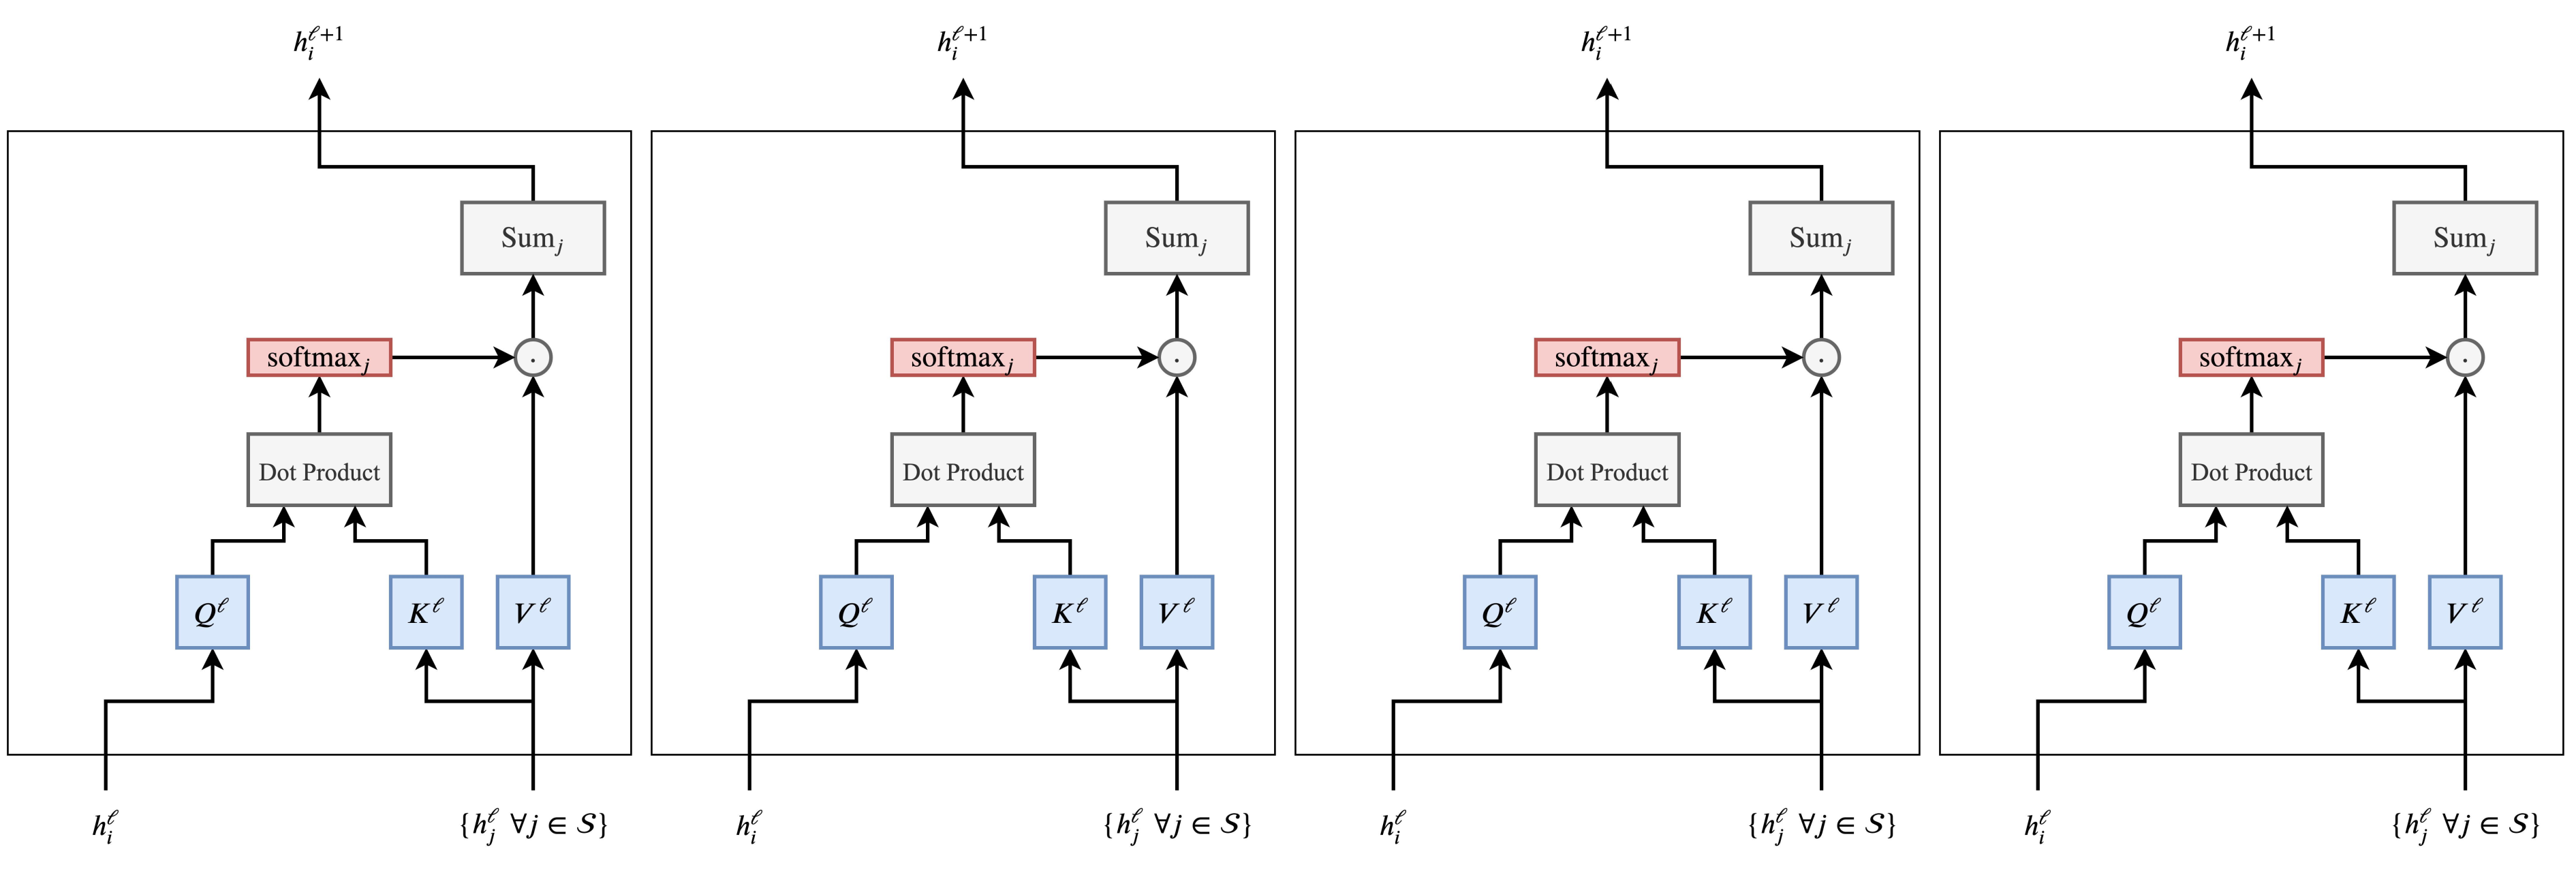 h_i^{ℓ+1} h_i^{ℓ+1} h_i^{ℓ+1} h_i^{ℓ+1}
Sum_j Sum_j Sum_j Sum_j
softmax_j . softmax_j . softmax_j . softmax_j .
Dot Product Dot Product Dot Product Dot Product
Q^ℓ K^ℓ V^ℓ Q^ℓ K^ℓ V^ℓ Q^ℓ K^ℓ V^ℓ Q^ℓ K^ℓ V^ℓ
h_i^ℓ {h_j^ℓ ∀j ∈ 𝒮} h_i^ℓ {h_j^ℓ ∀j ∈ 𝒮} h_i^ℓ {h_j^ℓ ∀j ∈ 𝒮} h_i^ℓ {h_j^ℓ ∀j ∈ 𝒮}